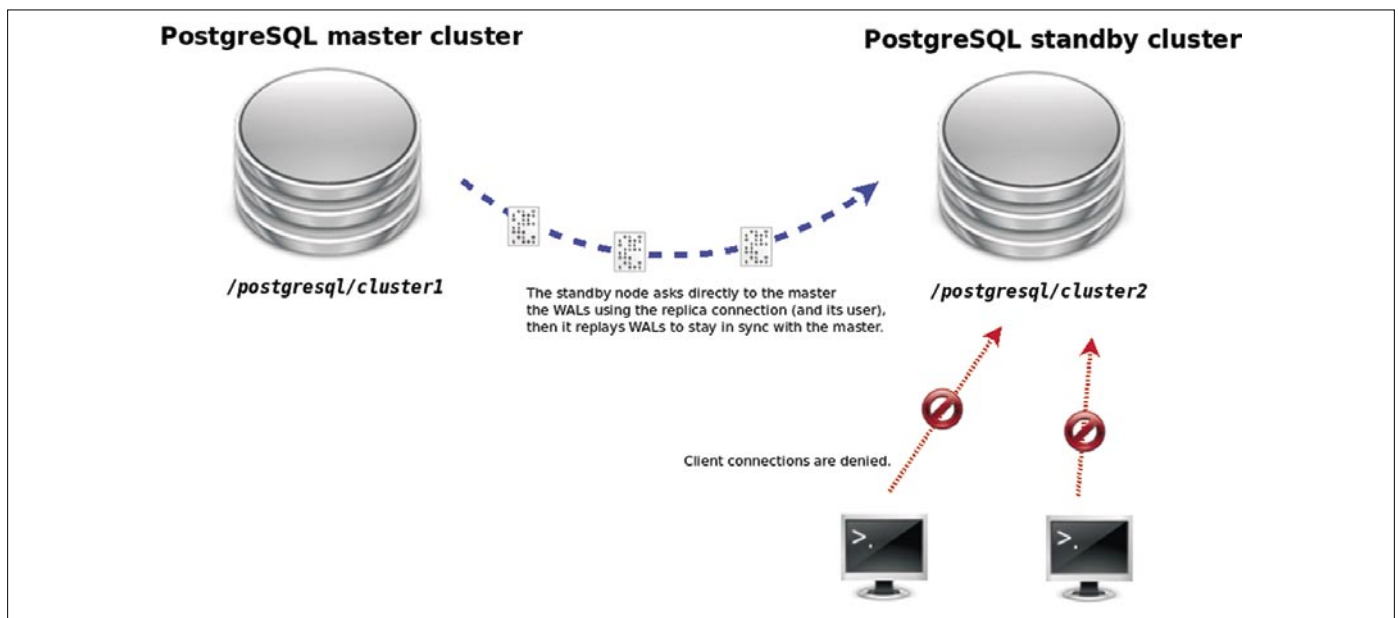 PostgreSQL master cluster
PostgreSQL standby cluster
/postgresql/cluster1
The standby node asks directly to the master
the WALs using the replica connection (and its user),
then it replays WALs to stay in sync with the master.
/postgresql/cluster2
Client connections are denied.
>_
>_